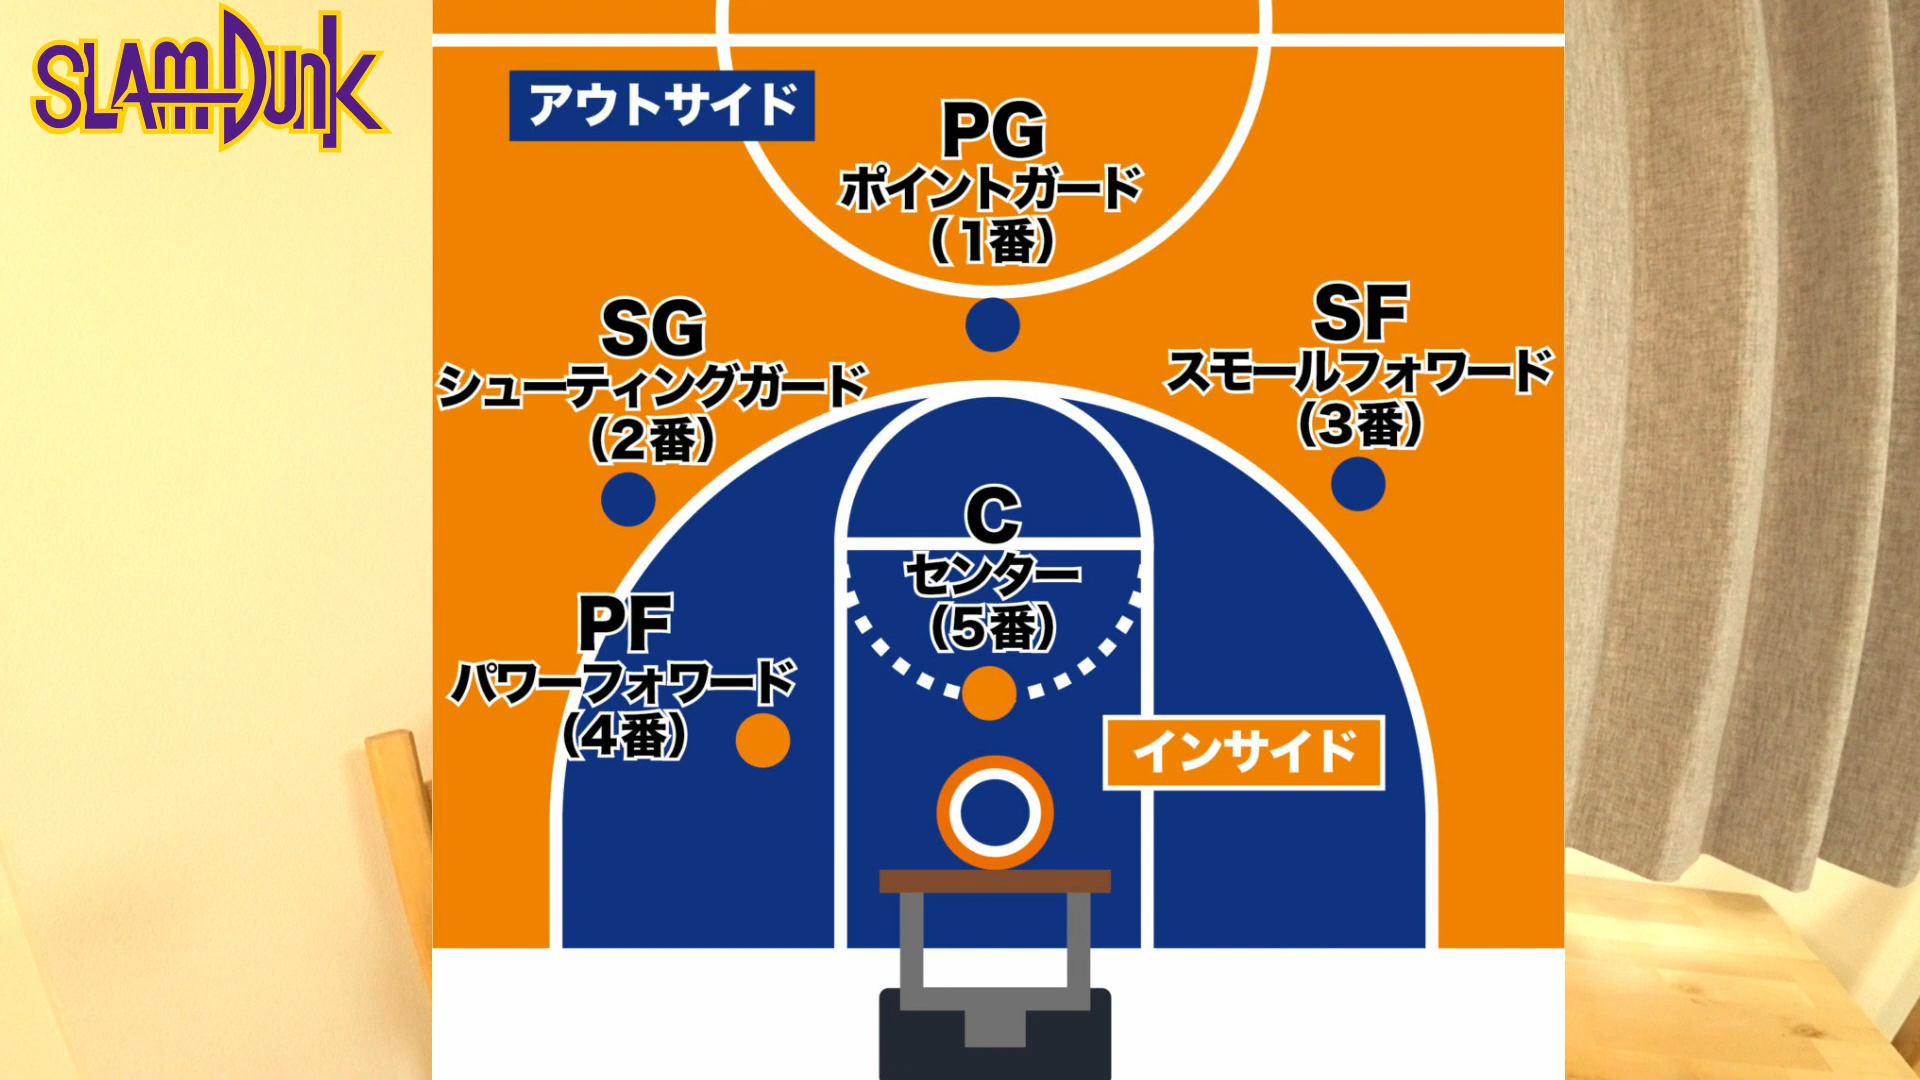 SLAM DUNK
アウトサイド
PG
ポイントガード
(1番)
SG
シューティングガード
(2番)
SF
スモールフォワード
(3番)
C
センター
(5番)
PF
パワーフォワード
(4番)
インサイド